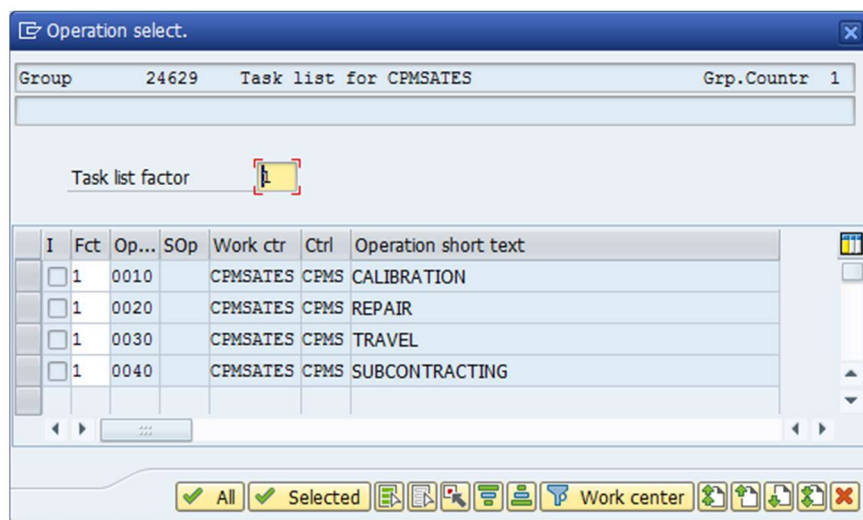 Operation select.
Group 24629 Task list for CPMSATES Grp.Countr 1
Task list factor 1
I Fct Op... SOp Work ctr Ctrl Operation short text
1 0010 CPMSATES CPMS CALIBRATION
1 0020 CPMSATES CPMS REPAIR
1 0030 CPMSATES CPMS TRAVEL
1 0040 CPMSATES CPMS SUBCONTRACTING
All Selected Work center